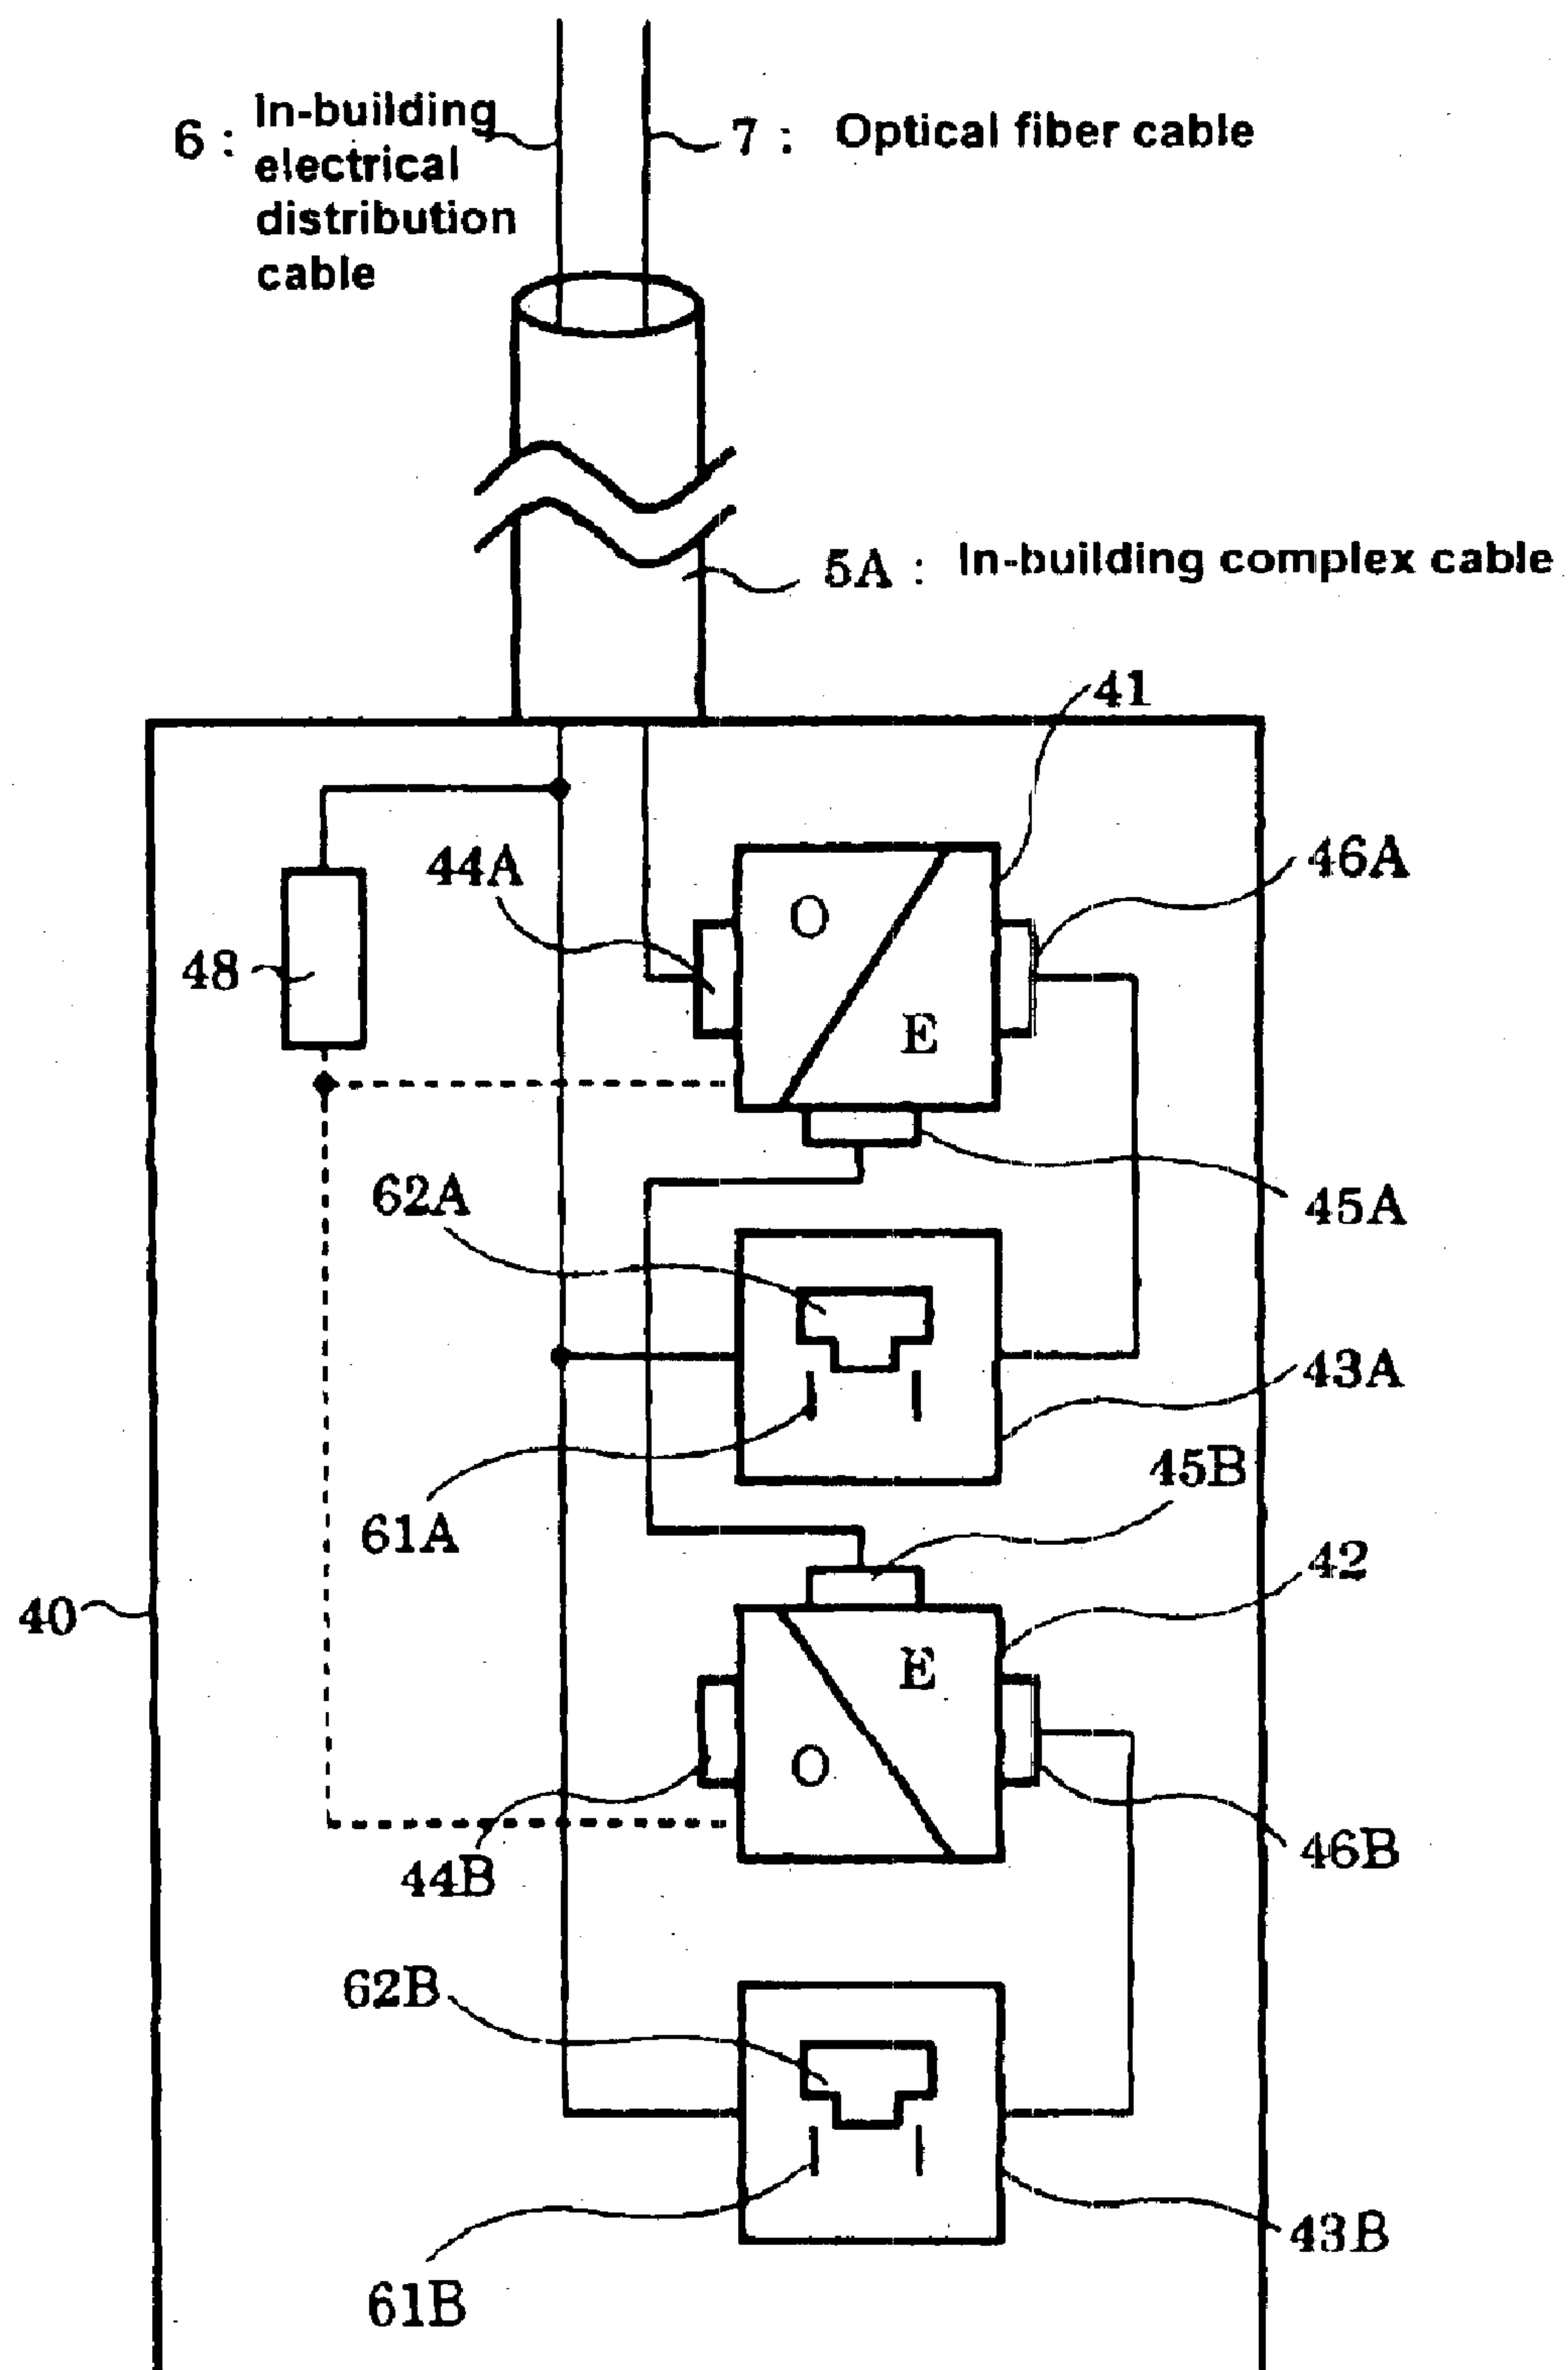 6 : In-building
electrical
distribution
cable
7 : Optical fiber cable
5A : In-building complex cable
41
44A
46A
48
O
E
62A
45A
43A
61A
45B
42
40
E
O
44B
46B
62B
43B
61B